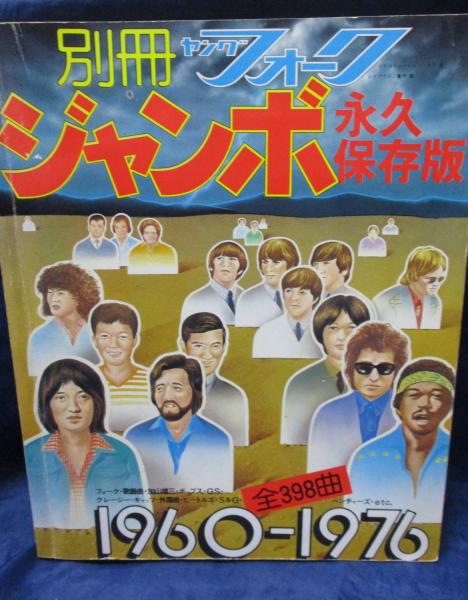 別冊
ヤング フォーク
ジャンボ
永久
保存版
フォーク・歌謡曲・加山雄三・ポップス・GS・
クレージー・キャッツ・外国曲・ビートルズ・S&G・
全398曲
ベンチャーズ・etc.
1960-1976